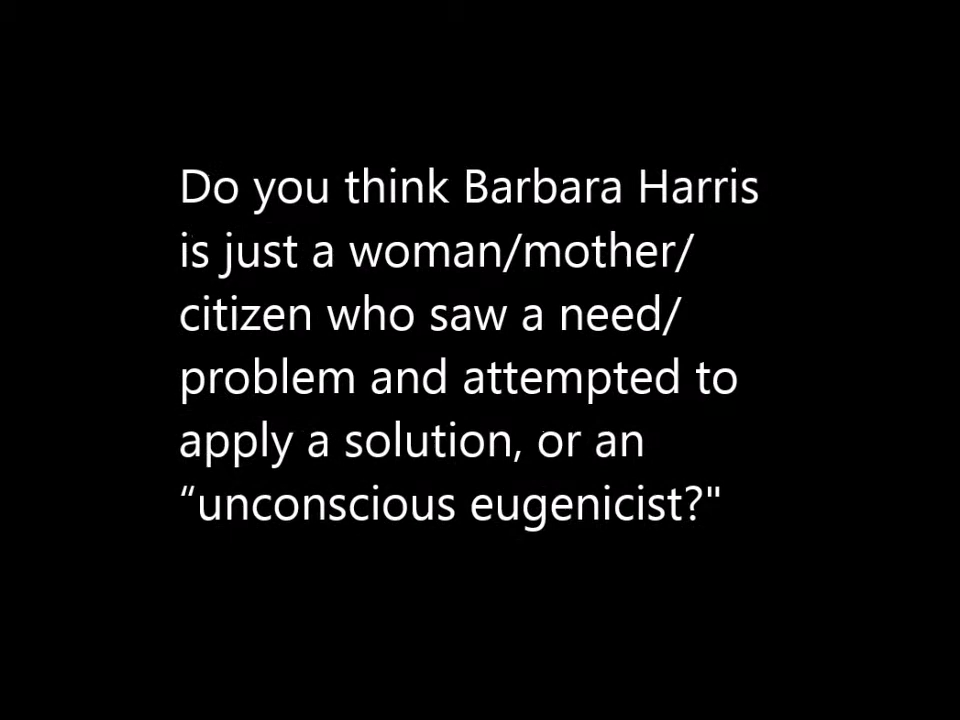 Do you think Barbara Harris
is just a woman/mother/
citizen who saw a need/
problem and attempted to
apply a solution, or an
“unconscious eugenicist?"